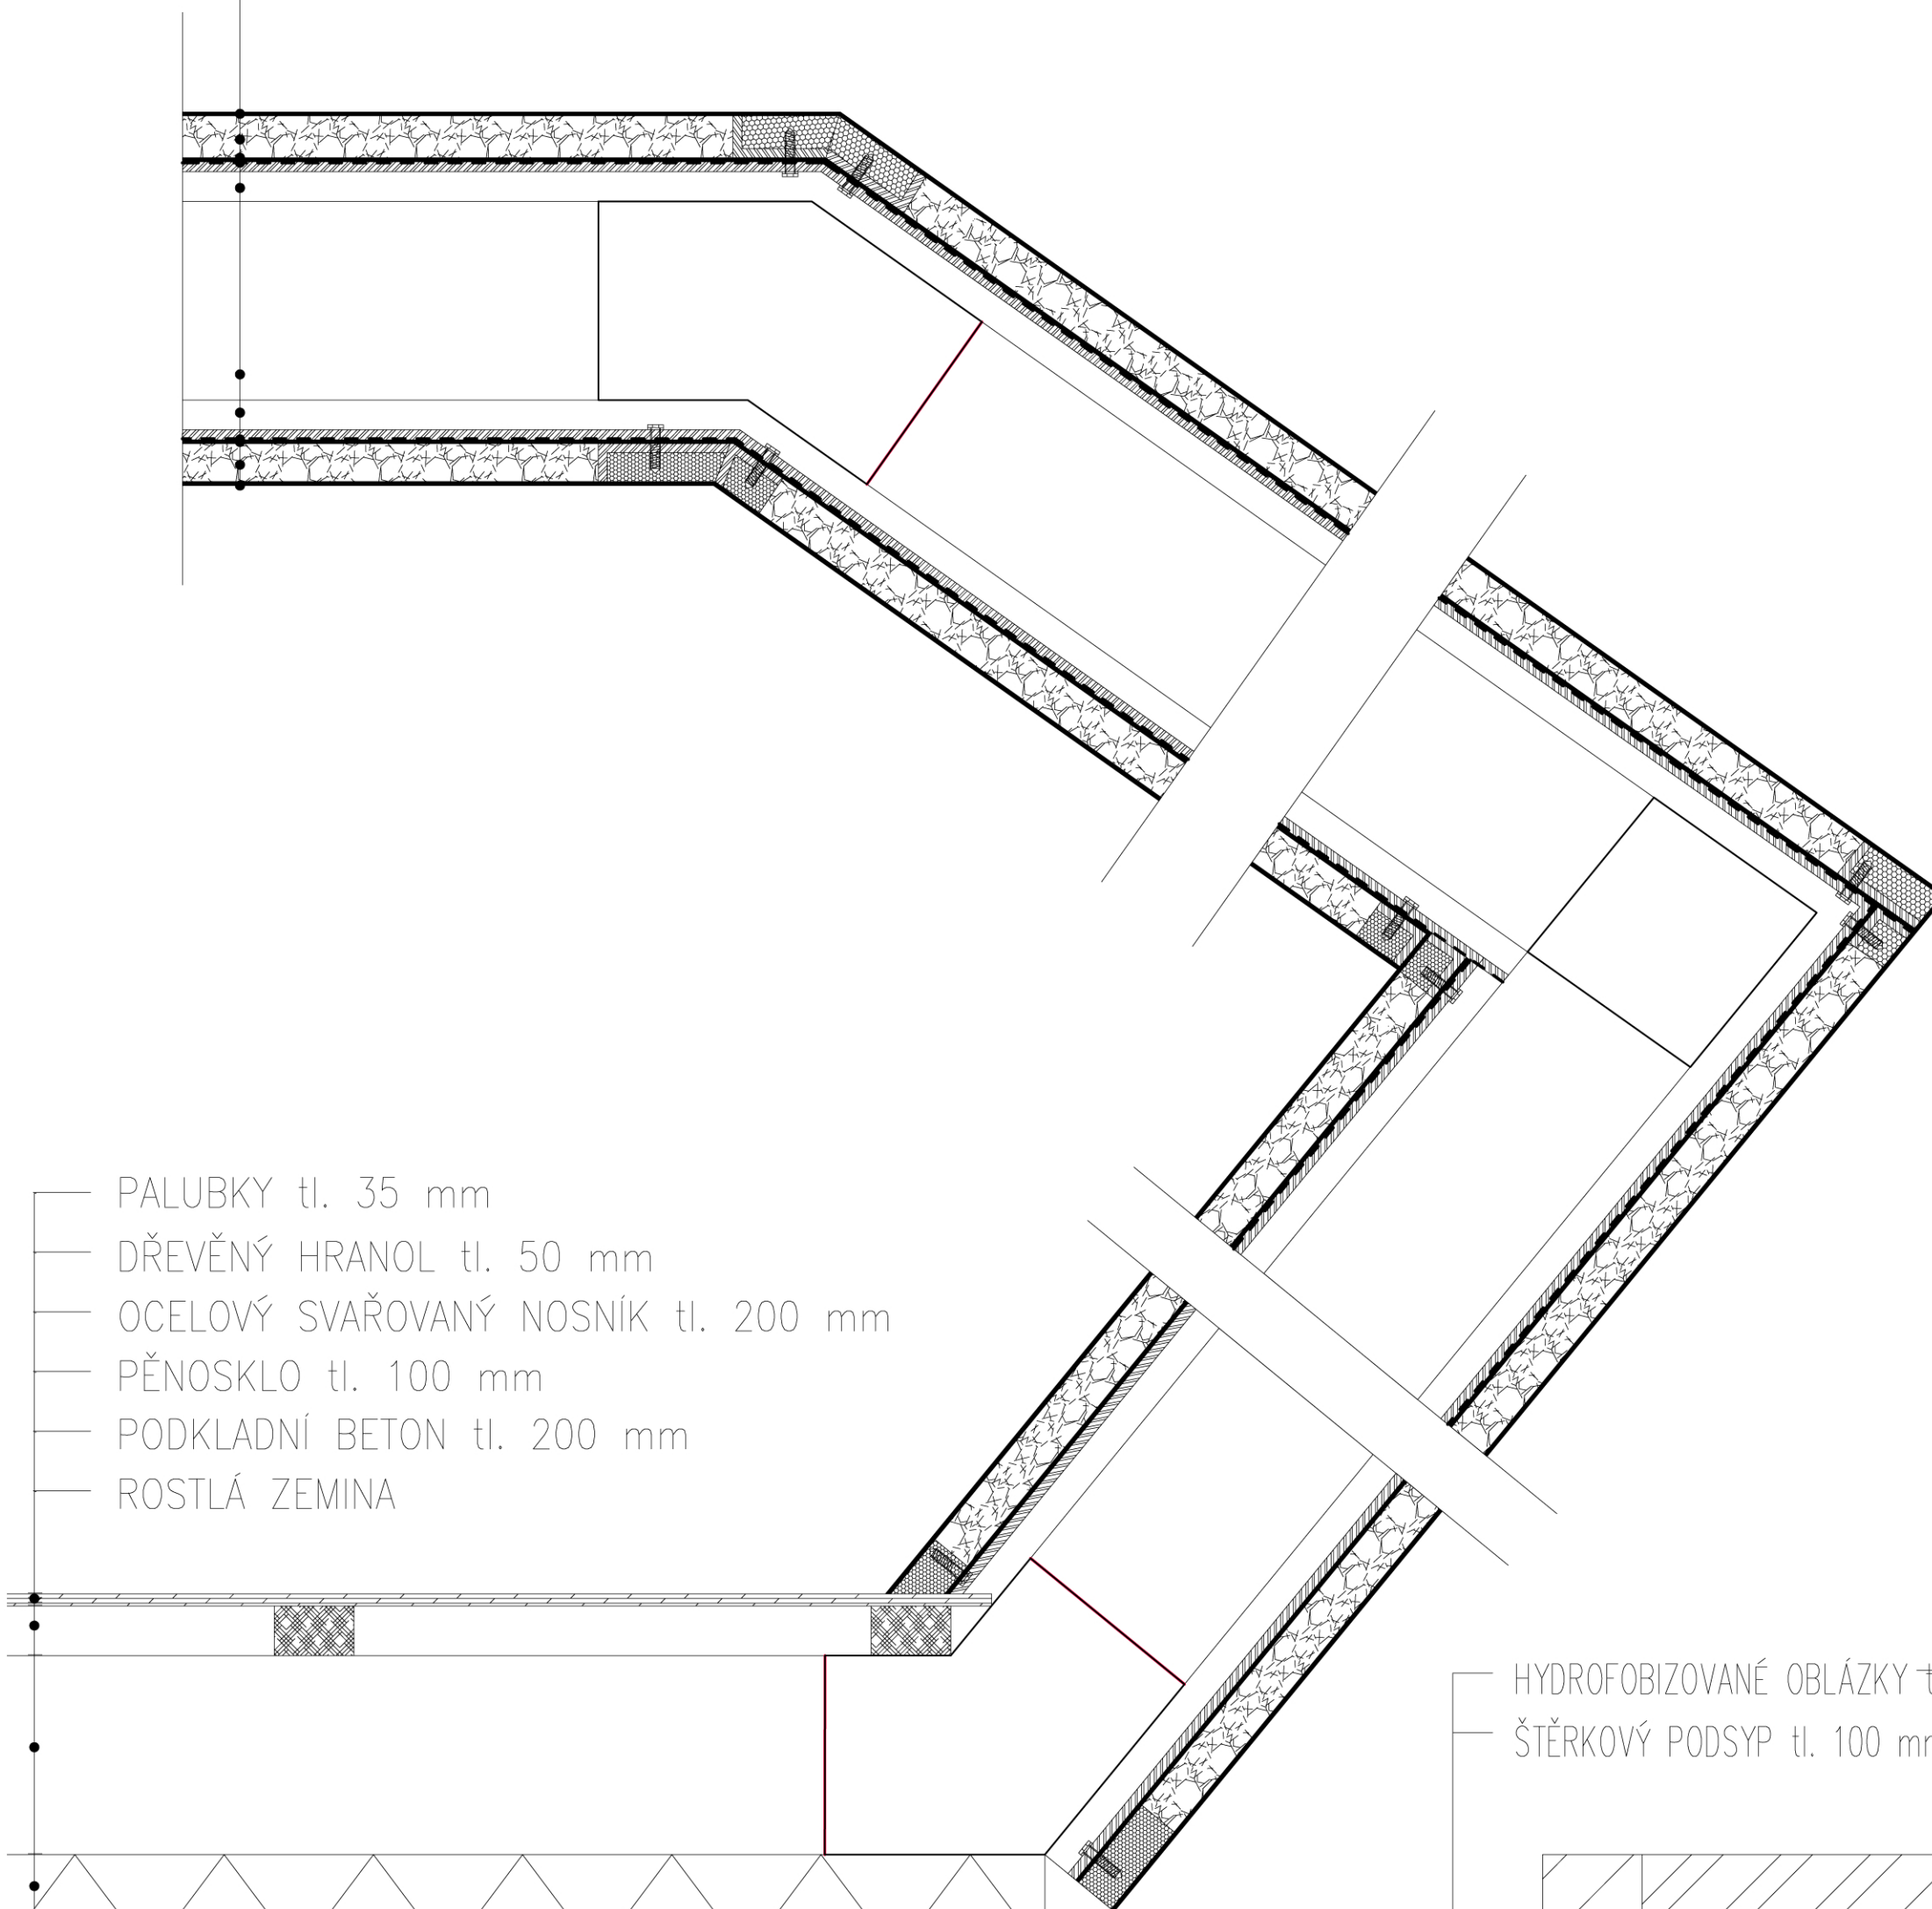 PALUBKY tl. 35 mm
DŘEVĚNÝ HRANOL tl. 50 mm
OCELOVÝ SVAŘOVANÝ NOSNÍK tl. 200 mm
PĚNOSKLO tl. 100 mm
PODKLADNÍ BETON tl. 200 mm
ROSTLÁ ZEMINA
HYDROFOBIZOVANÉ OBLÁZKY
ŠTĚRKOVÝ PODSYP tl. 100